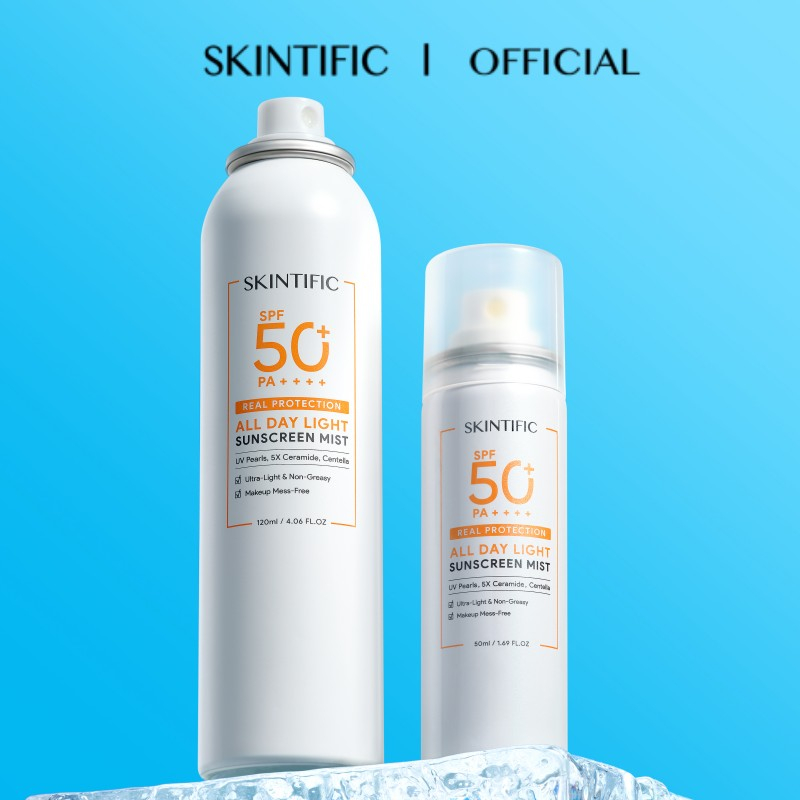 SKINTIFIC | OFFICIAL
SKINTIFIC
SPF
50+
PA++++
REAL PROTECTION
ALL DAY LIGHT
SUNSCREEN MIST
UV Pearls, 5X Ceramide, Centella
Ultra-Light & Non-Greasy
Makeup Mess-Free
120ml / 4.06 FL.OZ
SKINTIFIC
SPF
50+
PA++++
REAL PROTECTION
ALL DAY LIGHT
SUNSCREEN MIST
UV Pearls, 5X Ceramide, Centella
Ultra-Light & Non-Greasy
Makeup Mess-Free
50ml / 1.69 FL.OZ